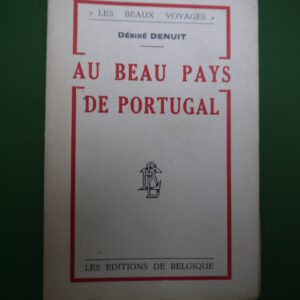 « LES BEAUX VOYAGES »
DÉSIRÉ DENUIT
AU BEAU PAYS
DE PORTUGAL
LES EDITIONS DE BELGIQUE